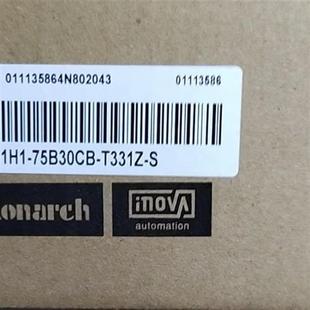 011135864N802043 01113586
1H1-75B30CB-T331Z-S
onarch inova
automation